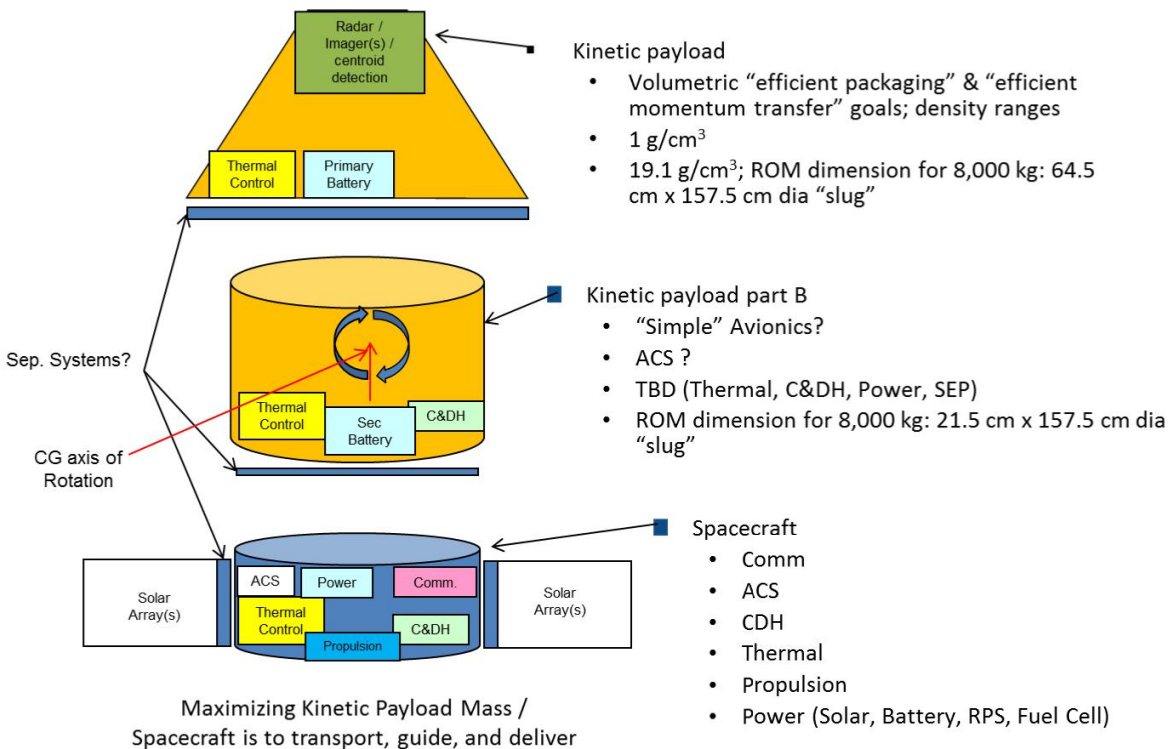 Radar /
Imager(s) /
centroid
detection
Thermal
Control
Primary
Battery
Kinetic payload
• Volumetric “efficient packaging” & “efficient
momentum transfer” goals; density ranges
• 1 g/cm³
• 19.1 g/cm³; ROM dimension for 8,000 kg: 64.5
cm x 157.5 cm dia “slug”
Sep. Systems?
CG axis of
Rotation
Thermal
Control
Sec
Battery
C&DH
Kinetic payload part B
• “Simple” Avionics?
• ACS ?
• TBD (Thermal, C&DH, Power, SEP)
• ROM dimension for 8,000 kg: 21.5 cm x 157.5 cm dia
“slug”
Solar
Array(s)
ACS
Power
Comm.
Thermal
Control
C&DH
Propulsion
Solar
Array(s)
Spacecraft
• Comm
• ACS
• CDH
• Thermal
• Propulsion
• Power (Solar, Battery, RPS, Fuel Cell)
Maximizing Kinetic Payload Mass /
Spacecraft is to transport, guide, and deliver